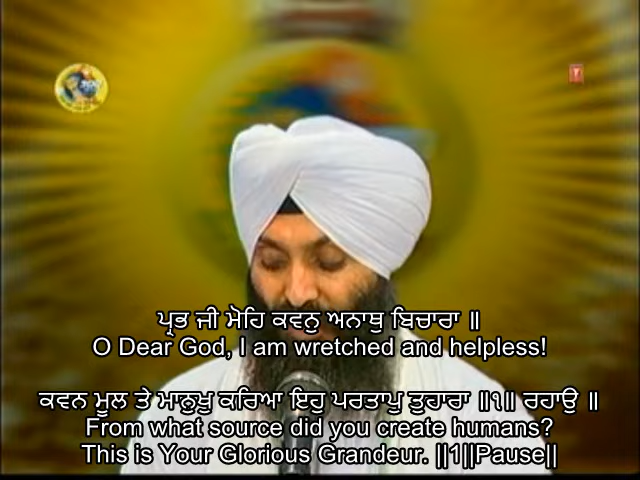 ਪ੍ਰਭ ਜੀ ਮੋਹਿ ਕਵਨੁ ਅਨਾਥੁ ਬਿਚਾਰਾ ॥
O Dear God, I am wretched and helpless!
ਕਵਨ ਮੂਲ ਤੇ ਮਾਨੁਖੁ ਕਰਿਆ ਇਹੁ ਪਰਤਾਪੁ ਤੁਹਾਰਾ ॥੧॥ ਰਹਾਉ ॥
From what source did you create humans?
This is Your Glorious Grandeur. ||1||Pause||